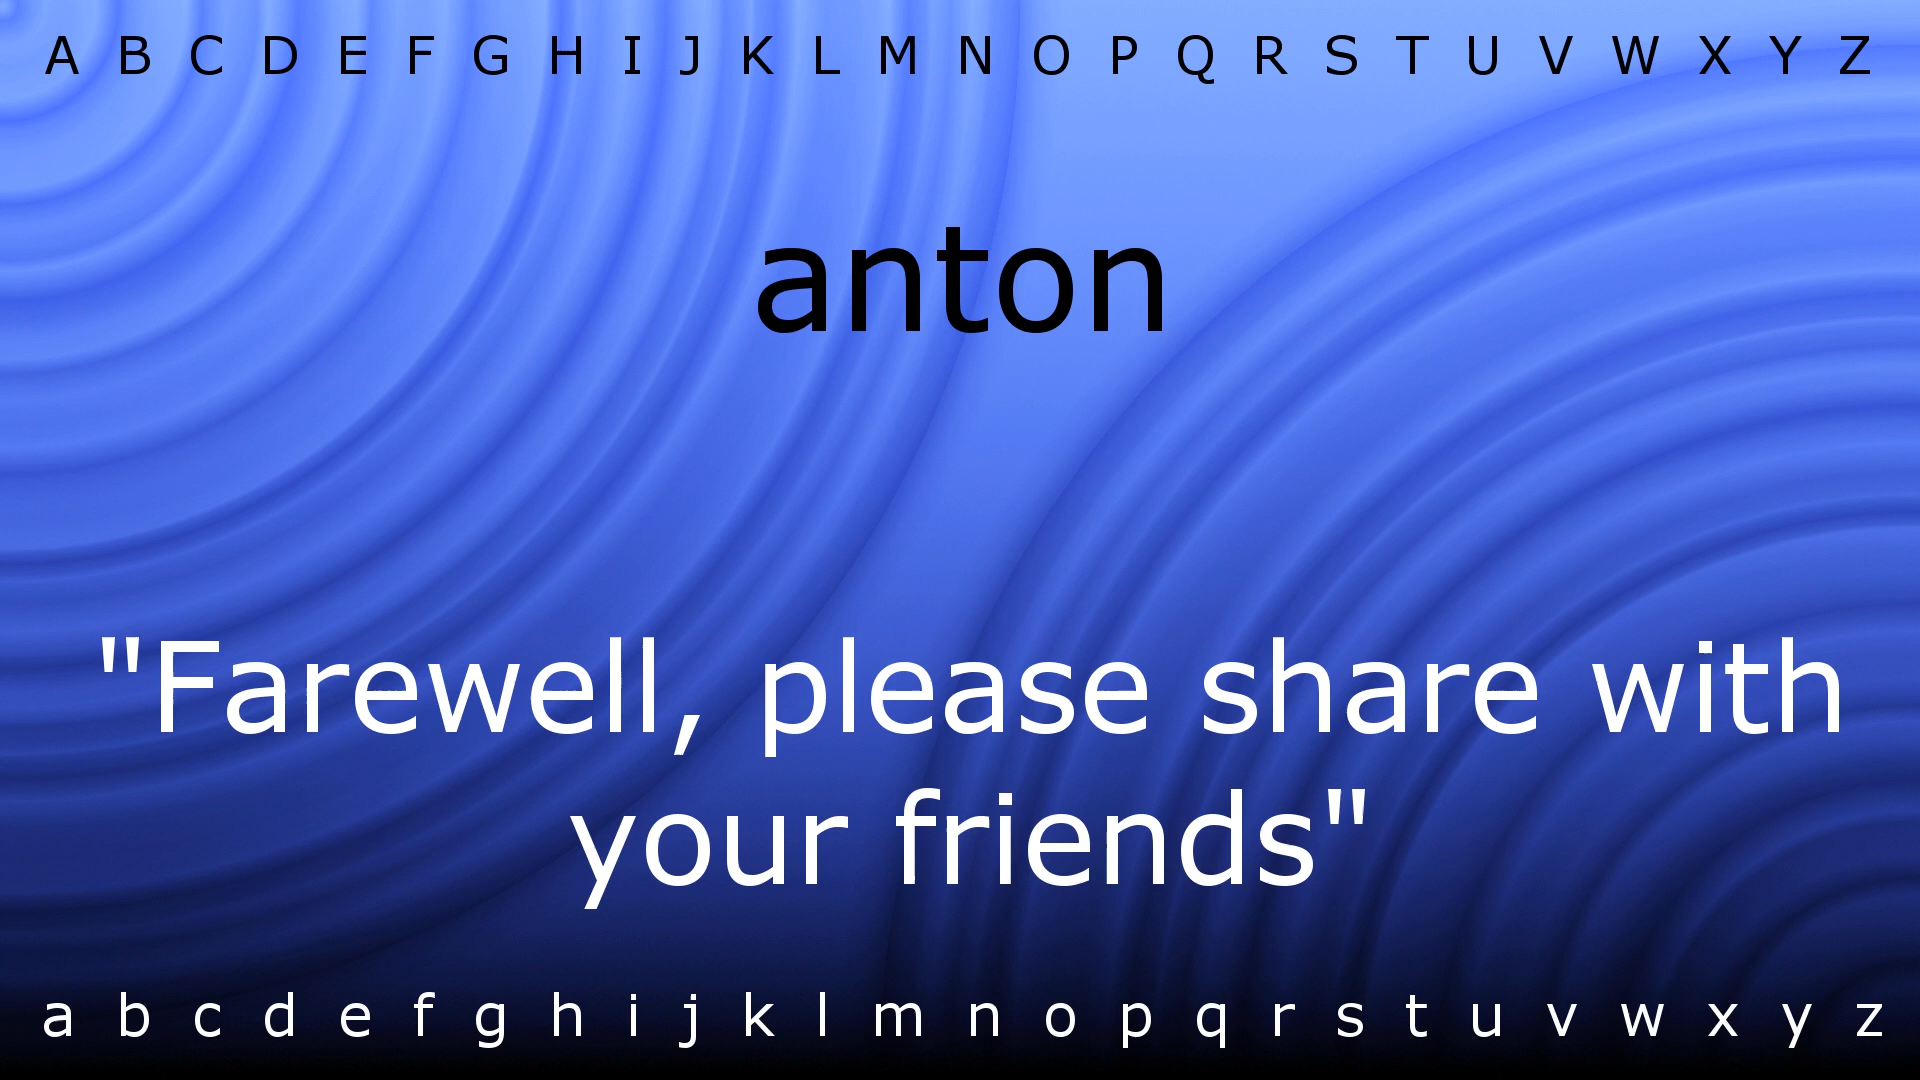 A B C D E F G H I J K L M N O P Q R S T U V W X Y Z
anton
"Farewell, please share with
your friends"
a b c d e f g h i j k l m n o p q r s t u v w x y z